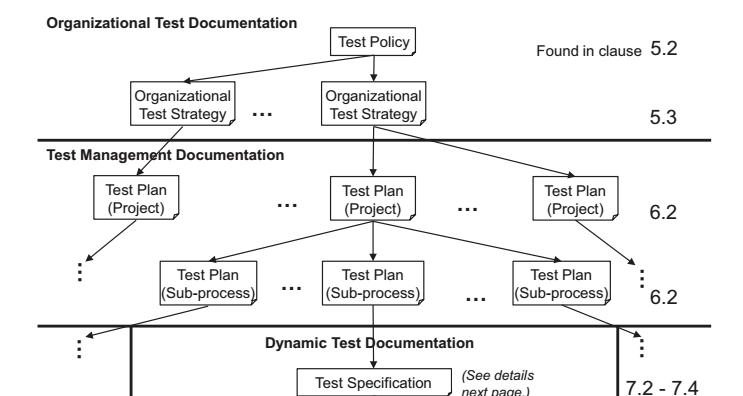 Organizational Test Documentation
Test Policy
Found in clause 5.2
Organizational
Test Strategy
...
Organizational
Test Strategy
5.3
Test Management Documentation
Test Plan
(Project)
...
Test Plan
(Project)
...
Test Plan
(Project)
6.2
Test Plan
(Sub-process)
...
Test Plan
(Sub-process)
...
Test Plan
(Sub-process)
6.2
Dynamic Test Documentation
Test Specification
(See details
next page.)
7.2 - 7.4